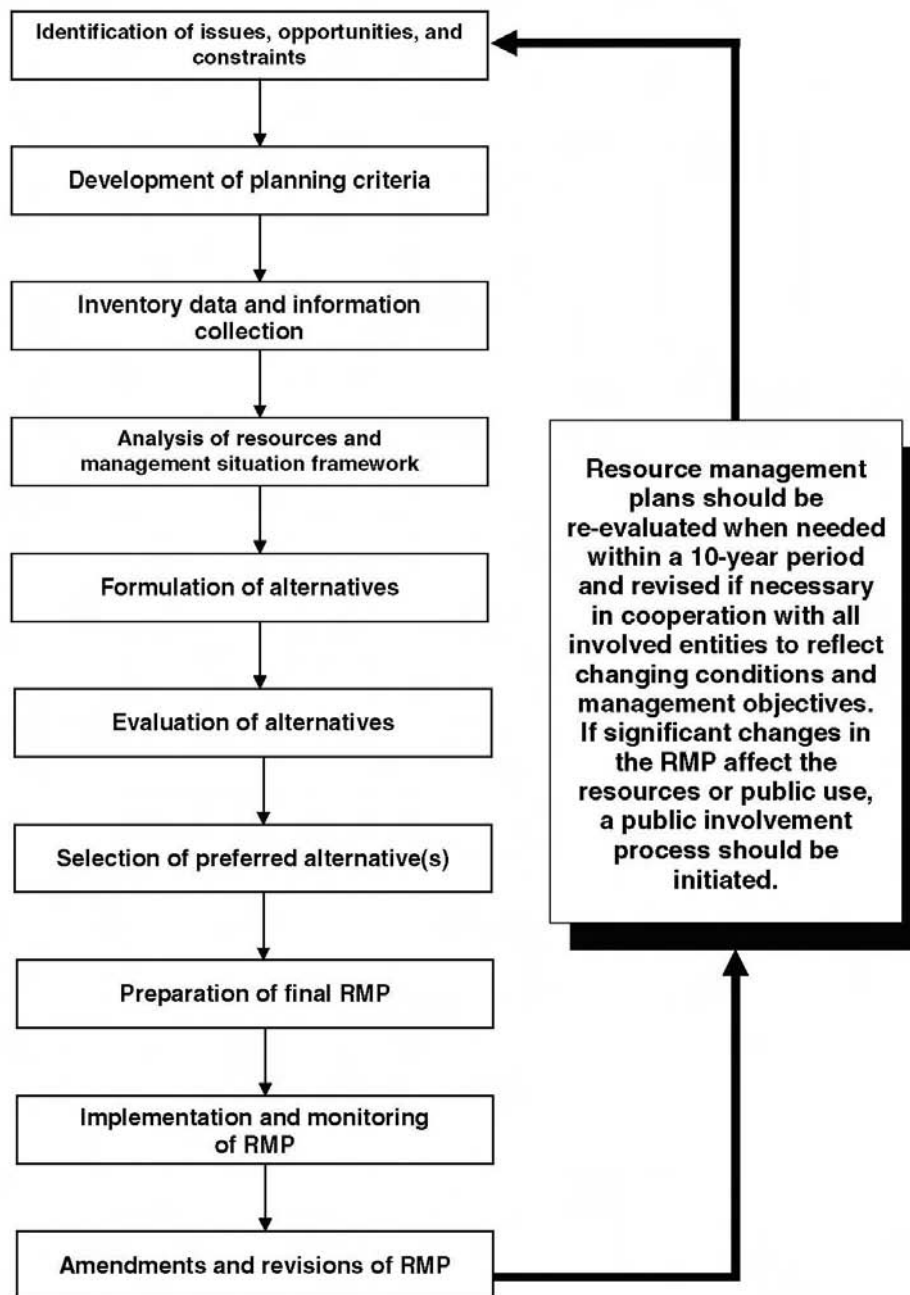 Identification of issues, opportunities, and
constraints
Development of planning criteria
Inventory data and information
collection
Analysis of resources and
management situation framework
Formulation of alternatives
Evaluation of alternatives
Selection of preferred alternative(s)
Preparation of final RMP
Implementation and monitoring
of RMP
Amendments and revisions of RMP
Resource management
plans should be
re-evaluated when needed
within a 10-year period
and revised if necessary
in cooperation with all
involved entities to reflect
changing conditions and
management objectives.
If significant changes in
the RMP affect the
resources or public use,
a public involvement
process should be
initiated.